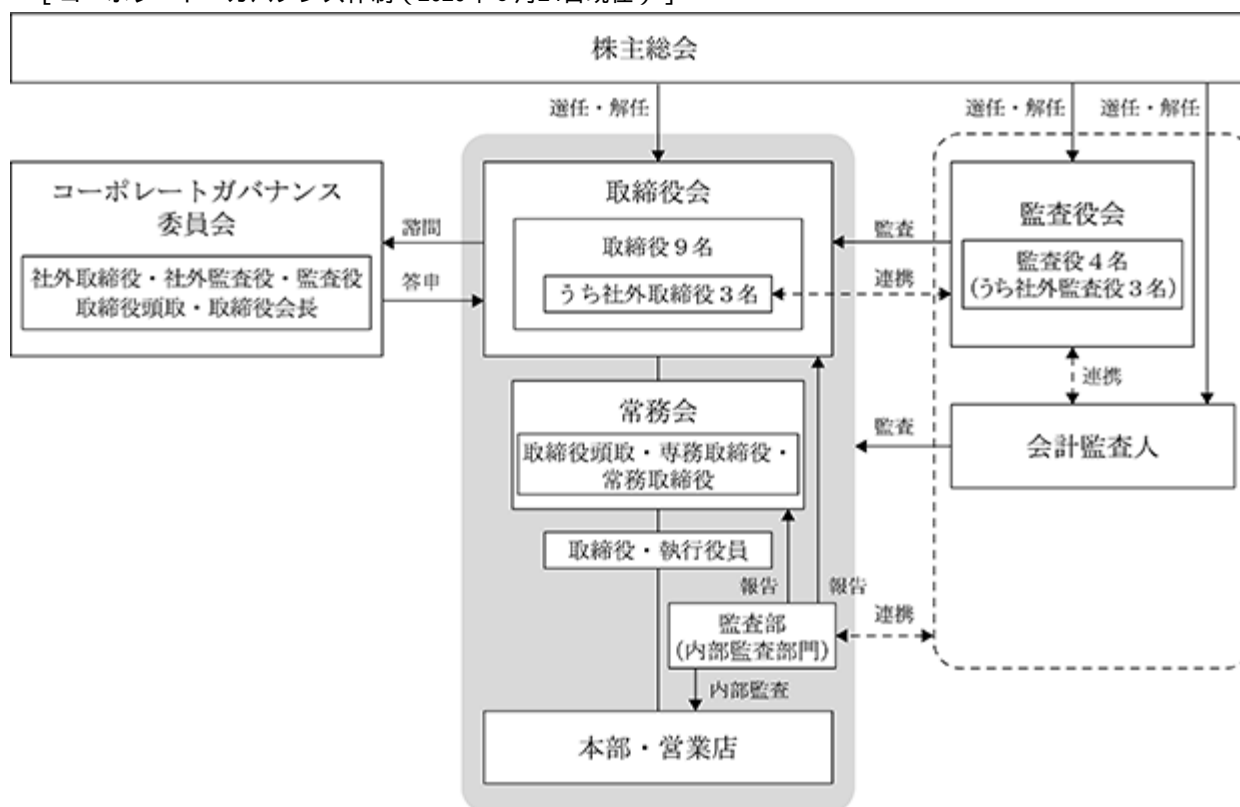 株主総会
選任・解任
選任・解任
選任・解任
コーポレートガバナンス
委員会
社外取締役・社外監査役・監査役
取締役頭取・取締役会長
諮問
答申
取締役会
取締役9名
うち社外取締役3名
監査
連携
監査役会
監査役4名
(うち社外監査役3名)
連携
常務会
取締役頭取・専務取締役・
常務取締役
監査
会計監査人
取締役・執行役員
報告
報告
監査部
(内部監査部門)
連携
内部監査
本部・営業店